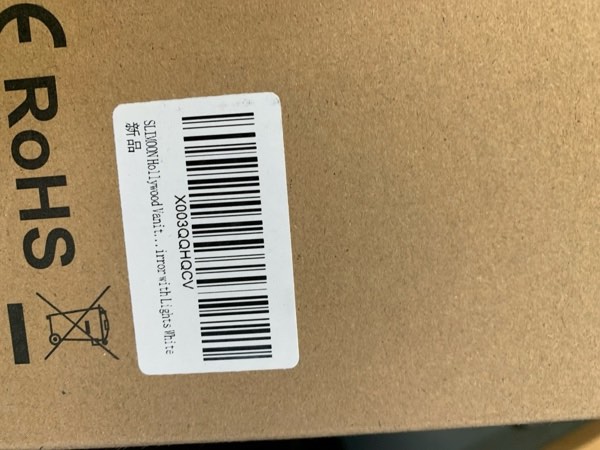 CE RoHS
X003QQHQCV
SLIMOON Hollywood Vanit... irror with Lights White
新品